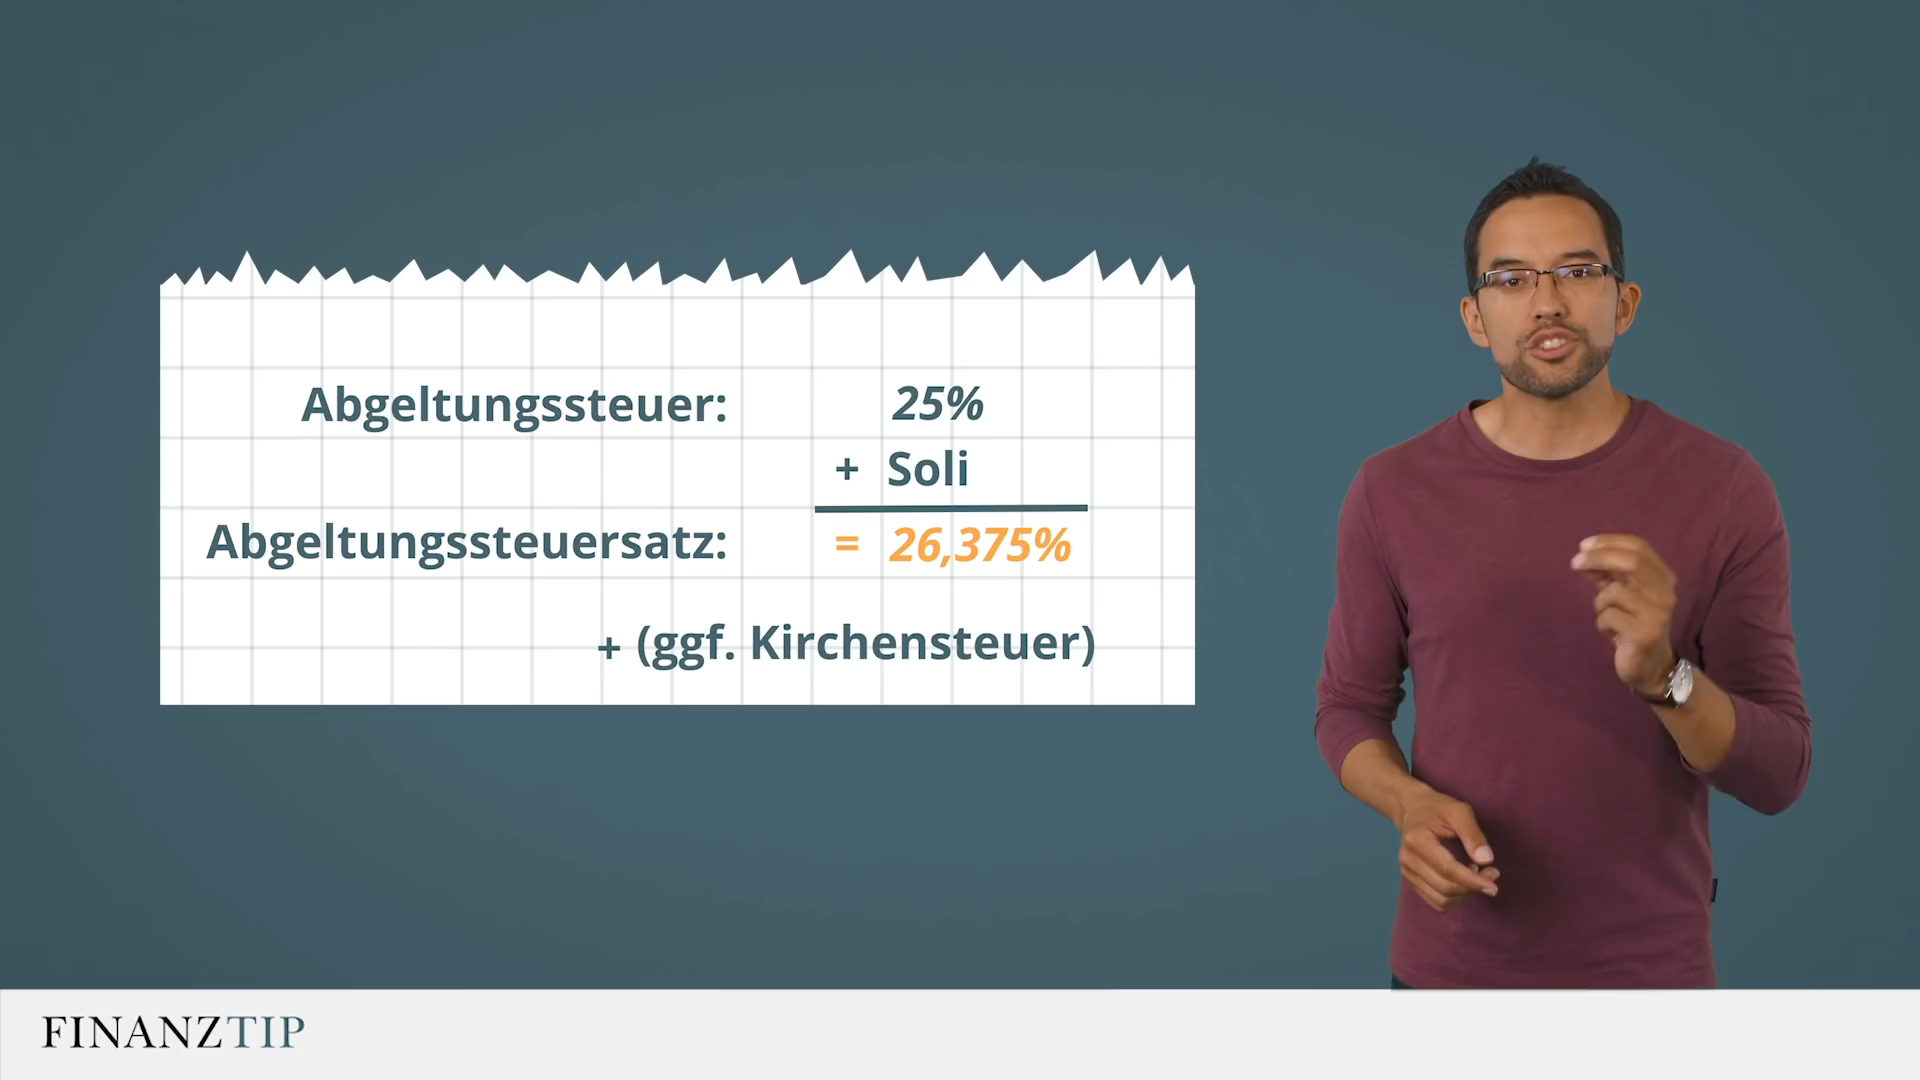 Abgeltungssteuer: 25%
+ Soli
Abgeltungssteuersatz: = 26,375%
+ (ggf. Kirchensteuer)
FINANZTIP